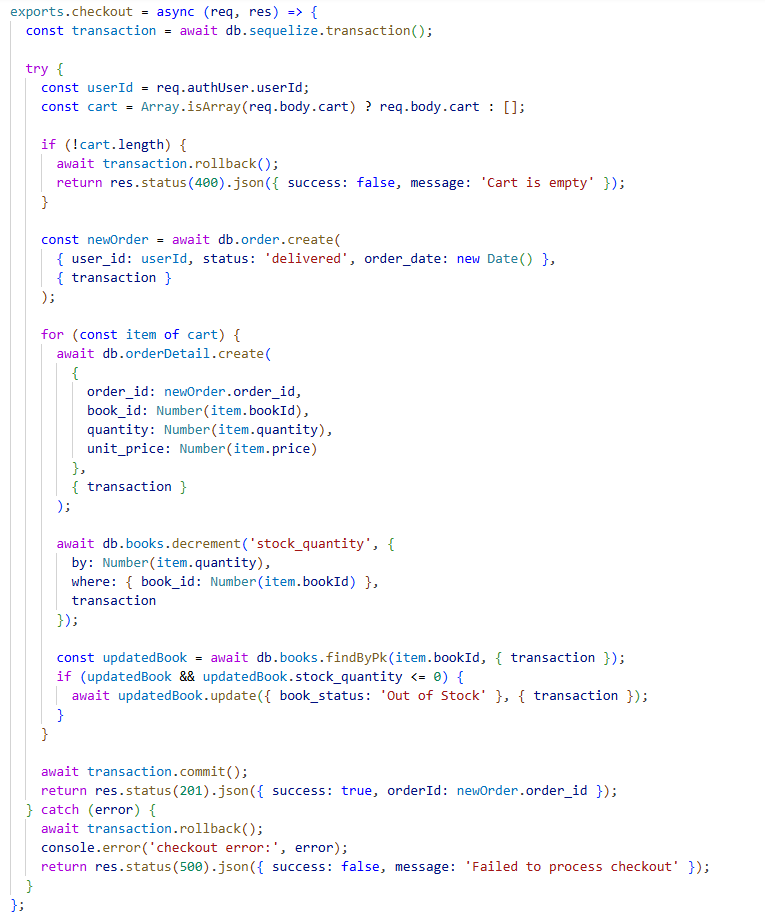 exports.checkout = async (req, res) => {
  const transaction = await db.sequelize.transaction();

  try {
    const userId = req.authUser.userId;
    const cart = Array.isArray(req.body.cart) ? req.body.cart : [];

    if (!cart.length) {
      await transaction.rollback();
      return res.status(400).json({ success: false, message: 'Cart is empty' });
    }

    const newOrder = await db.order.create(
      { user_id: userId, status: 'delivered', order_date: new Date() },
      { transaction }
    );

    for (const item of cart) {
      await db.orderDetail.create(
        {
          order_id: newOrder.order_id,
          book_id: Number(item.bookId),
          quantity: Number(item.quantity),
          unit_price: Number(item.price)
        },
        { transaction }
      );

      await db.books.decrement('stock_quantity', {
        by: Number(item.quantity),
        where: { book_id: Number(item.bookId) },
        transaction
      });

      const updatedBook = await db.books.findByPk(item.bookId, { transaction });
      if (updatedBook && updatedBook.stock_quantity <= 0) {
        await updatedBook.update({ book_status: 'Out of Stock' }, { transaction });
      }
    }

    await transaction.commit();
    return res.status(201).json({ success: true, orderId: newOrder.order_id });
  } catch (error) {
    await transaction.rollback();
    console.error('checkout error:', error);
    return res.status(500).json({ success: false, message: 'Failed to process checkout' });
  }
};